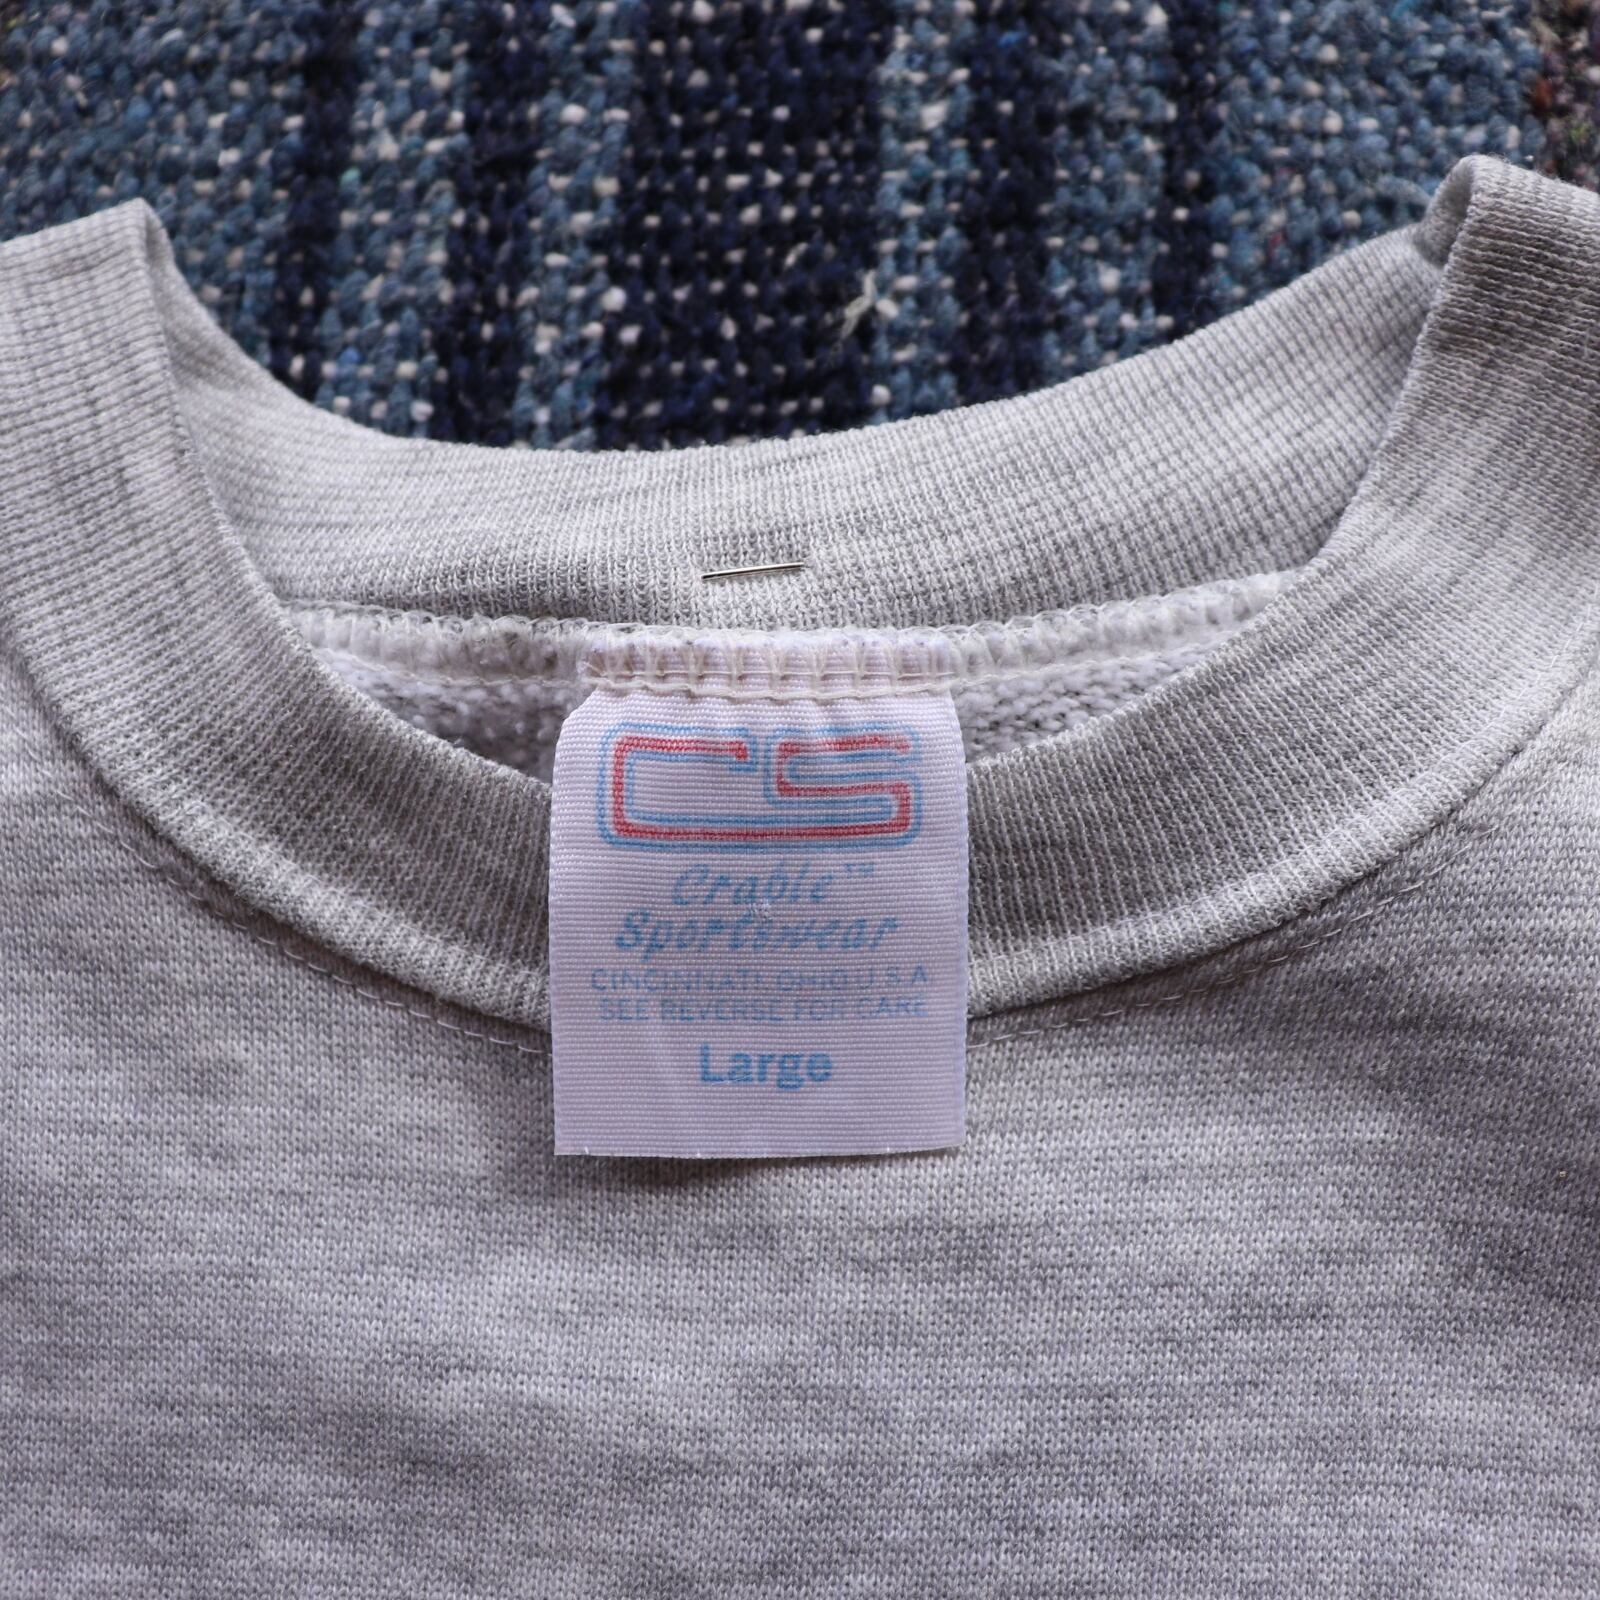 CS
Crable™
Sportswear
CINCINNATI, OHIO U.S.A.
SEE REVERSE FOR CARE
Large